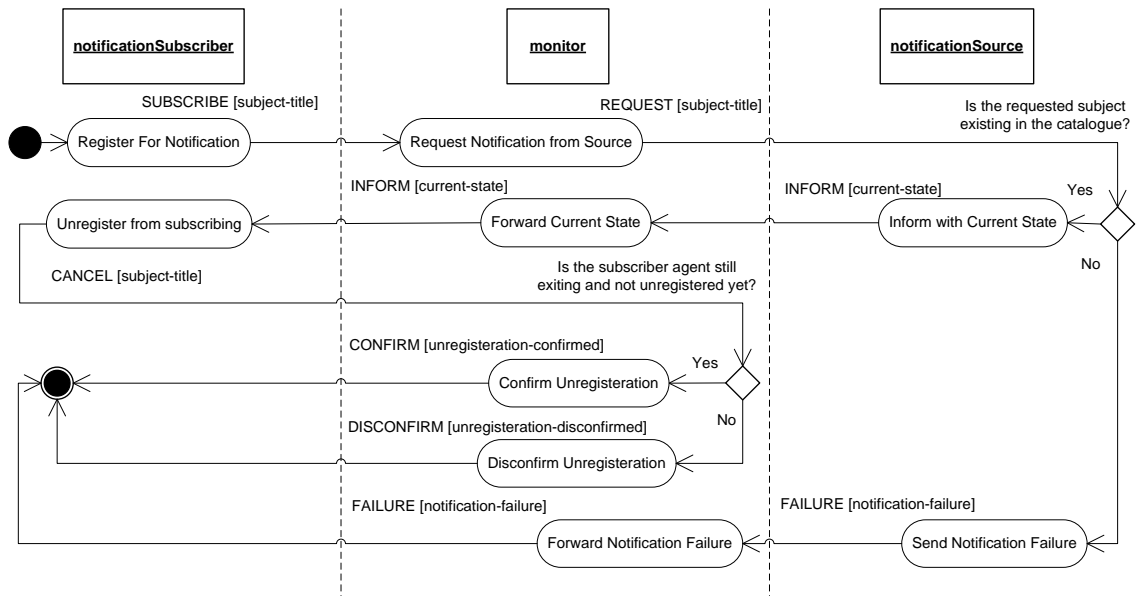 notificationSubscriber
monitor
notificationSource
SUBSCRIBE [subject-title]
REQUEST [subject-title]
Is the requested subject
existing in the catalogue?
Register For Notification
Request Notification from Source
INFORM [current-state]
INFORM [current-state]
Yes
Unregister from subscribing
Forward Current State
Inform with Current State
No
CANCEL [subject-title]
Is the subscriber agent still
exiting and not unregistered yet?
CONFIRM [unregisteration-confirmed]
Yes
Confirm Unregisteration
No
DISCONFIRM [unregisteration-disconfirmed]
Disconfirm Unregisteration
FAILURE [notification-failure]
FAILURE [notification-failure]
Forward Notification Failure
Send Notification Failure